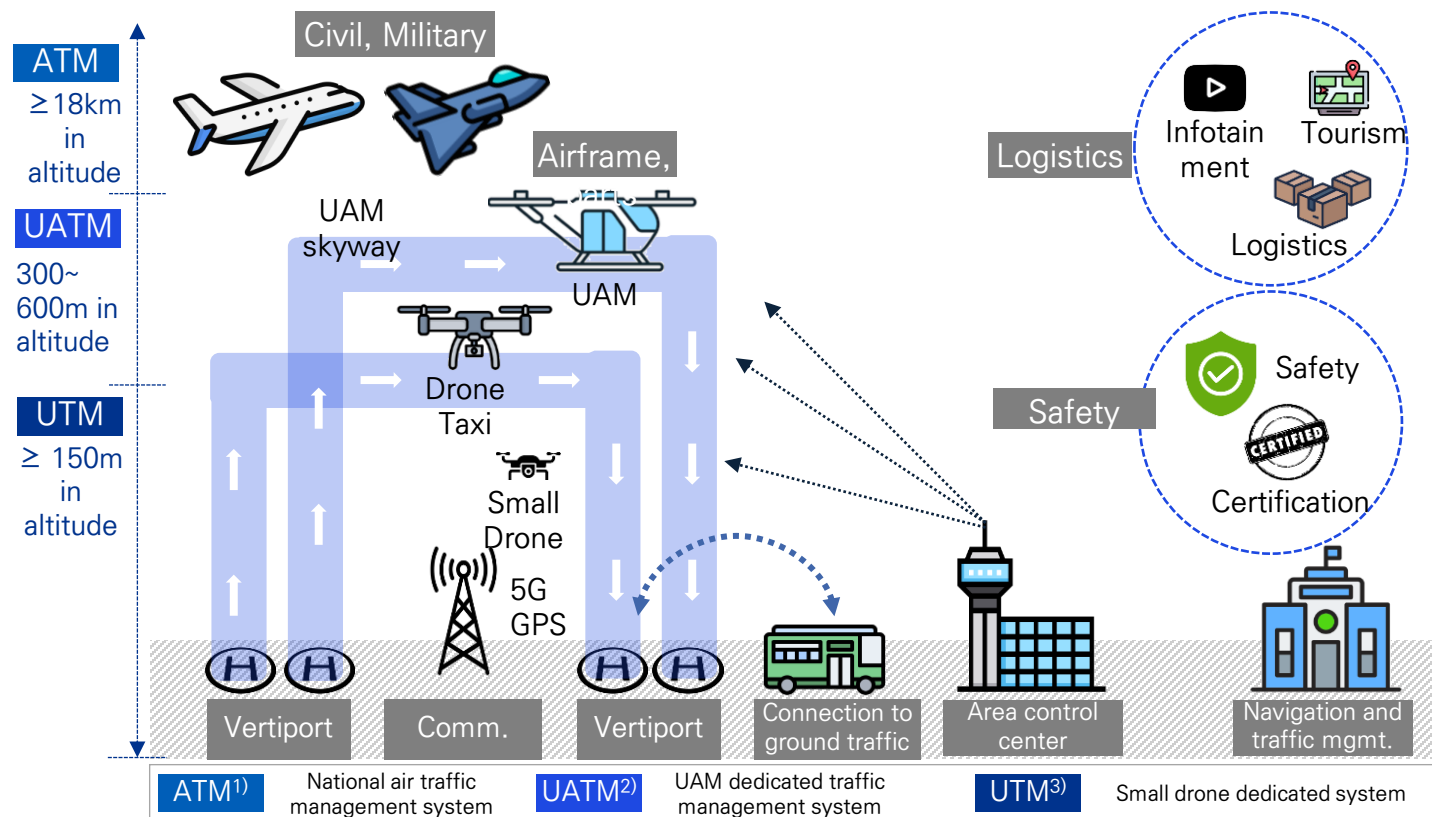 Civil, Military
ATM
≥18km
in
altitude
Airframe,
parts
UAM
skyway
UAM
UATM
300~
600m in
altitude
Drone
Taxi
UTM
≥ 150m
in
altitude
Small
Drone
5G
GPS
Logistics
Infotain
ment
Tourism
Logistics
Safety
Safety
CERTIFIED
Certification
H
H
H
H
Vertiport
Comm.
Vertiport
Connection to
ground traffic
Area control
center
Navigation and
traffic mgmt.
ATM1)
National air traffic
management system
UATM2)
UAM dedicated traffic
management system
UTM3)
Small drone dedicated system